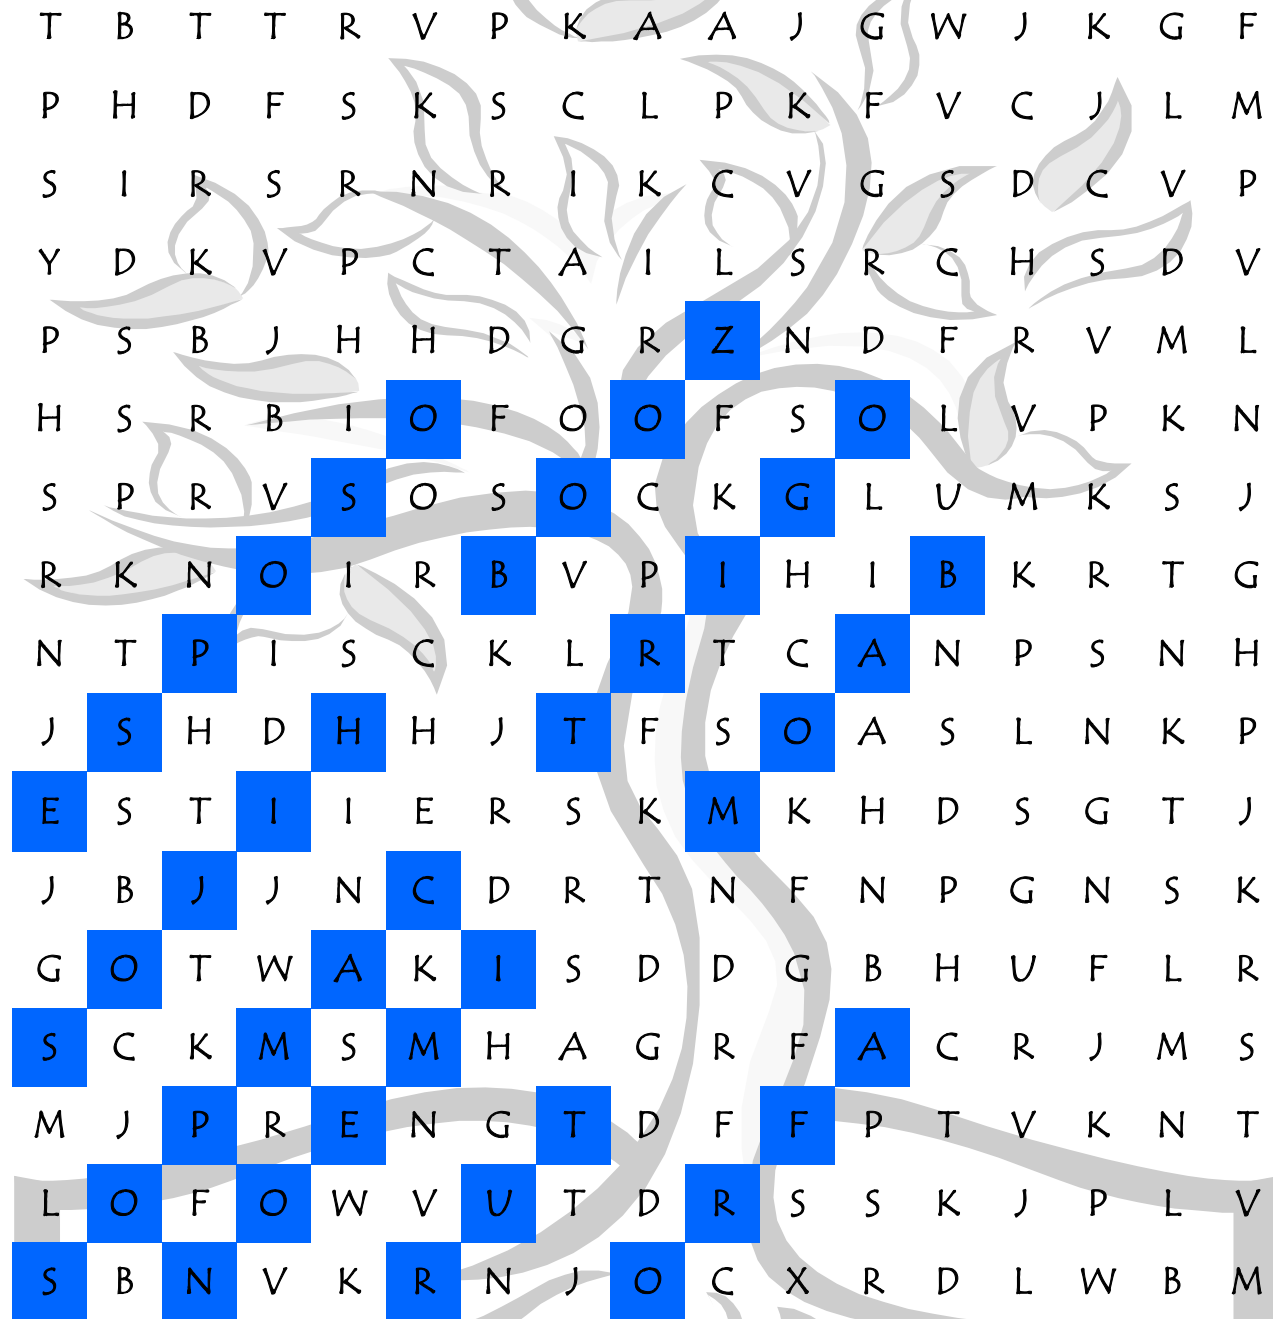 T B T T R V P K A A J G W J K G F
P H D F S K S C L P K F V C J L M
S I R S R N R I K C V G S D C V P
Y D K V P C T A I L S R C H S D V
P S B J H H D G R Z N D F R V M L
H S R B I O F O O F S O L V P K N
S P R V S O S O C K G L U M K S J
R K N O I R B V P I H I B K R T G
N T P I S C K L R T C A N P S N H
J S H D H H J T F S O A S L N K P
E S T I I E R S K M K H D S G T J
J B J J N C D R T N F N P G N S K
G O T W A K I S D D G B H U F L R
S C K M S M H A G R F A C R J M S
M J P R E N G T D F F P T V K N T
L O F O W V U T D R S S K J P L V
S B N V K R N J O C X R D L W B M